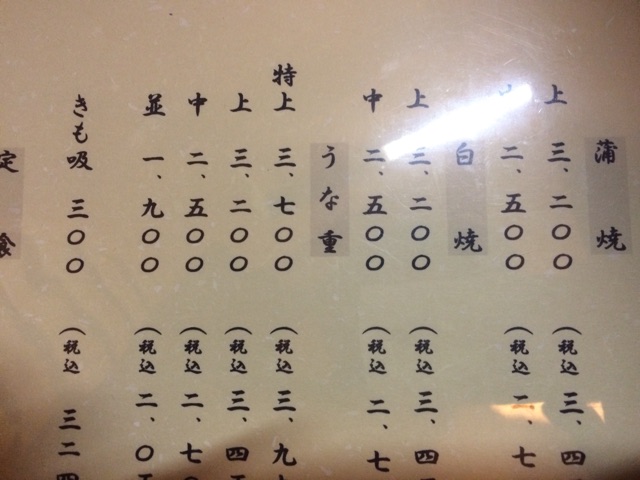 蒲焼
上 三、二〇〇 (税込 三、四
中 二、五〇〇 (税込 二、七
白焼
上 三、二〇〇 (税込 三、四
中 二、五〇〇 (税込 二、七
うな重
特上 三、七〇〇 (税込 三、九
上 三、二〇〇 (税込 三、四
中 二、五〇〇 (税込 二、七
並 一、九〇〇 (税込 二、〇
きも吸 三〇〇 (税込 三二四
定食